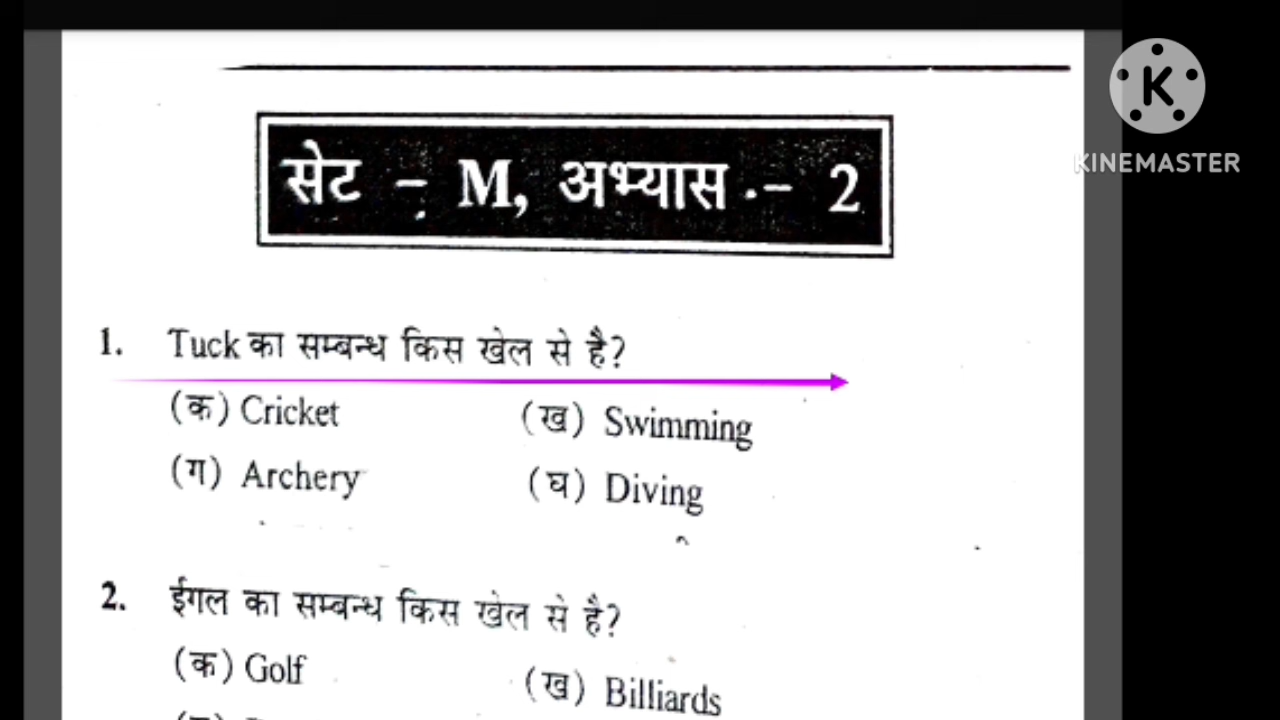 KINEMASTER
सेट - M, अभ्यास - 2
1. Tuck का सम्बन्ध किस खेल से है?
(क) Cricket (ख) Swimming
(ग) Archery (घ) Diving
2. ईगल का सम्बन्ध किस खेल से है?
(क) Golf (ख) Billiards